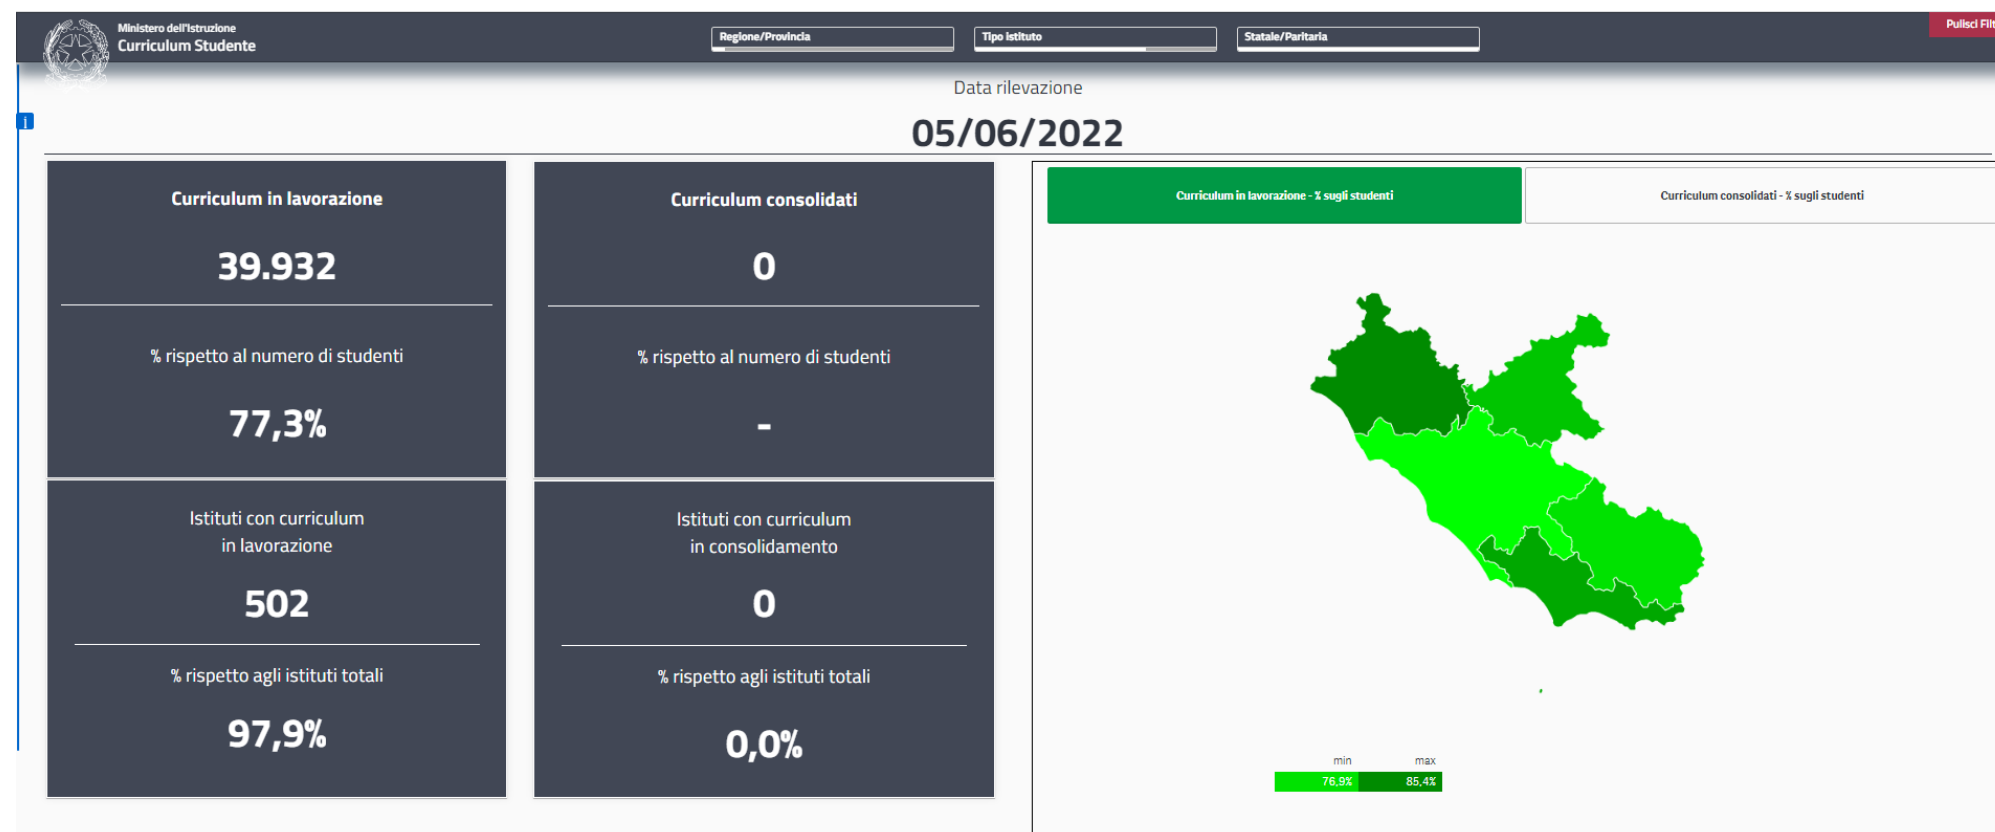 Ministero dell'Istruzione
Curriculum Studente
Regione/Provincia
Tipo istituto
Statale/Paritaria
Pulisci Filt
Data rilevazione
05/06/2022
i
Curriculum in lavorazione
39.932
% rispetto al numero di studenti
77,3%
Istituti con curriculum
in lavorazione
502
% rispetto agli istituti totali
97,9%
Curriculum consolidati
0
% rispetto al numero di studenti
-
Istituti con curriculum
in consolidamento
0
% rispetto agli istituti totali
0,0%
Curriculum in lavorazione - % sugli studenti
Curriculum consolidati - % sugli studenti
min max
76,9% 85,4%